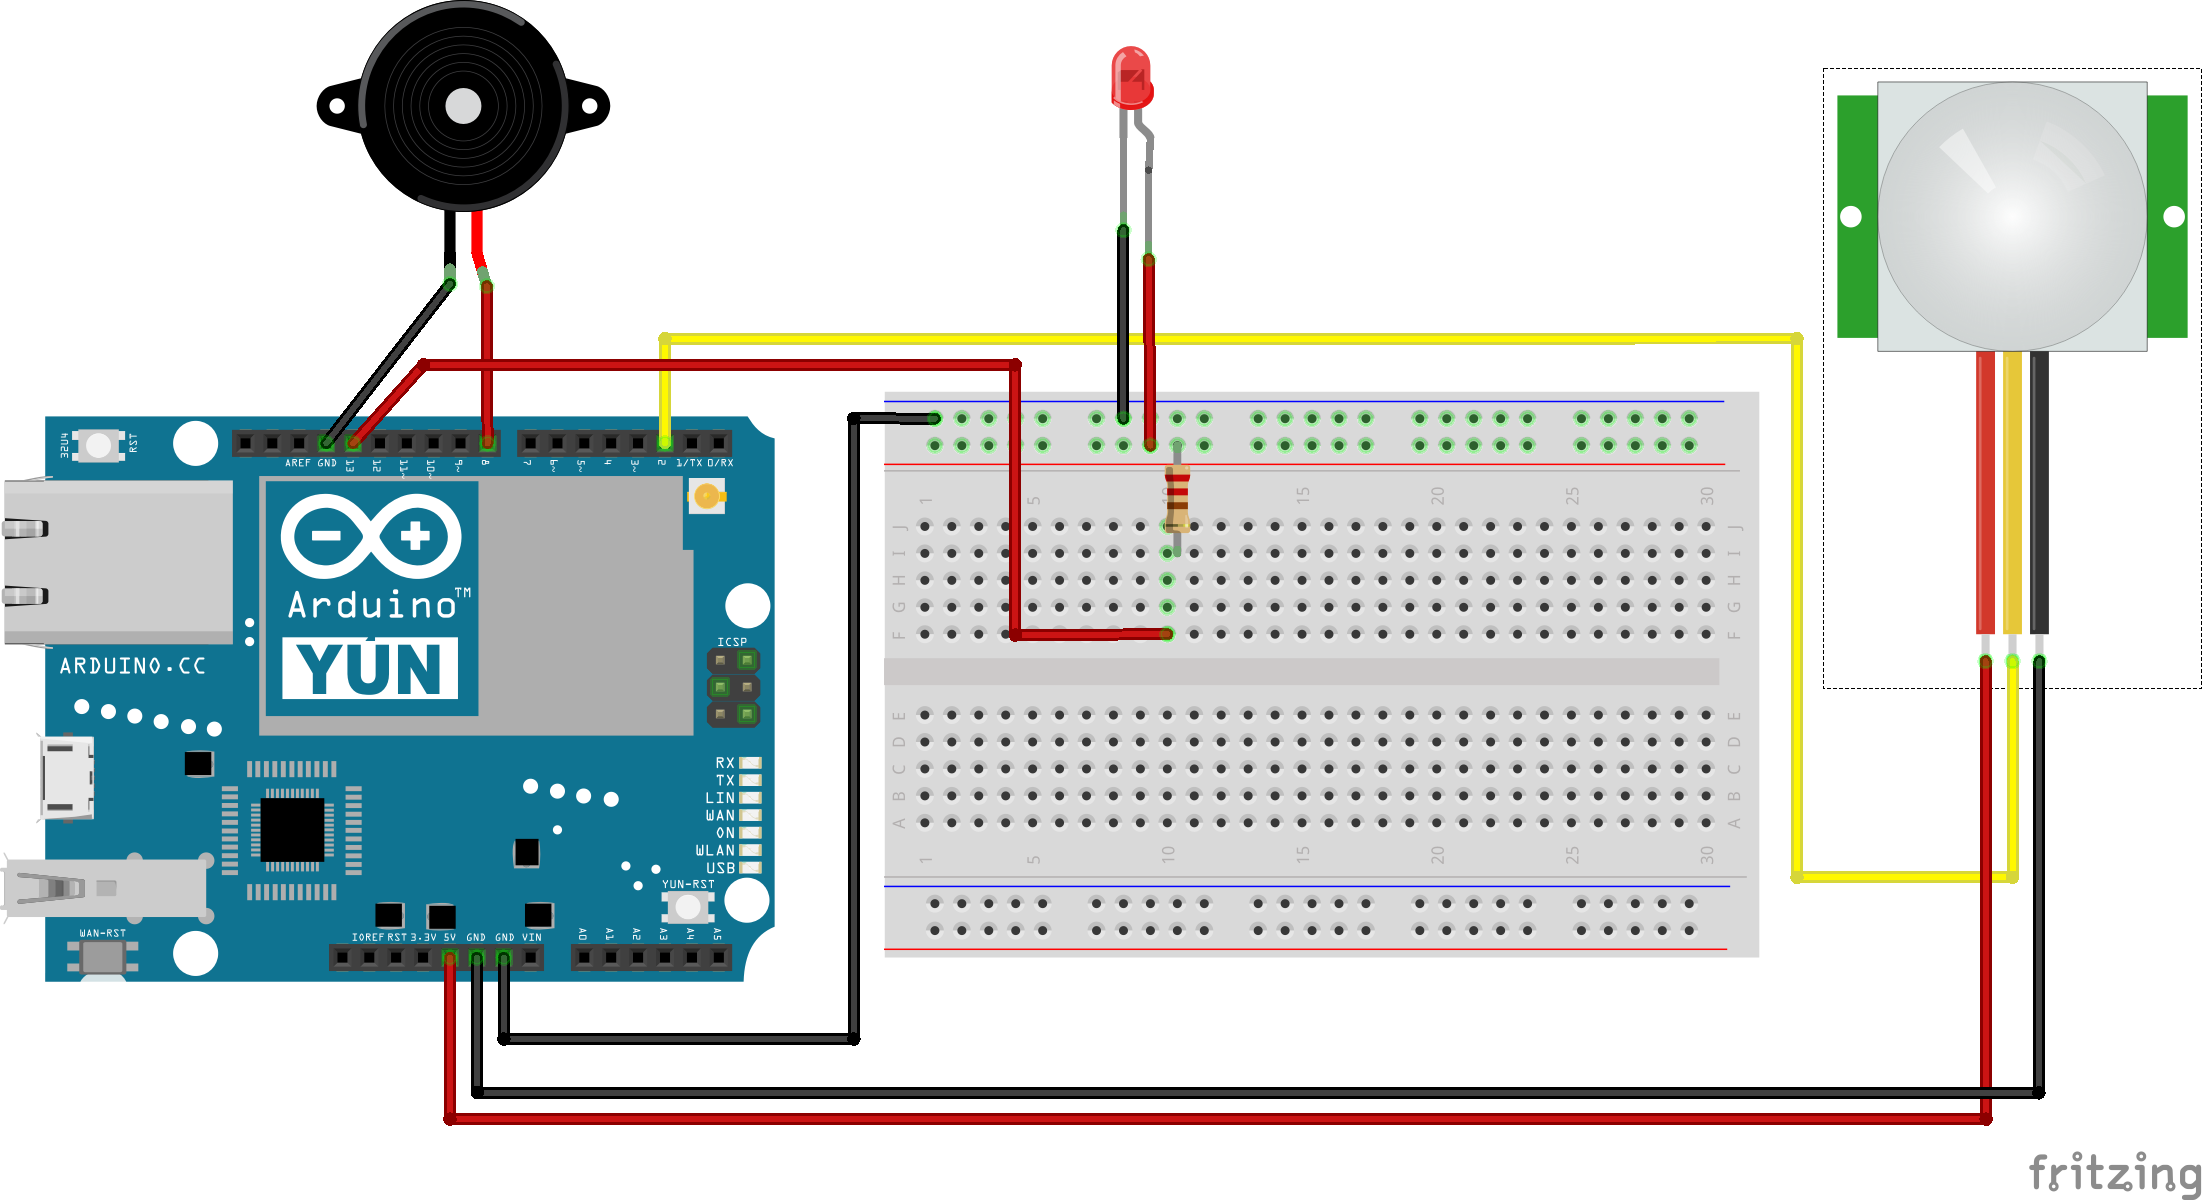 32U4 RST
AREF GND 13 12 11~ 10~ 9~ 8 7 6~ 5~ 4 3~ 2 1/TX 0/RX
Arduino™
YÚN
ARDUINO.CC
ICSP
RX
TX
LIN
WAN
ON
WLAN
USB
YUN-RST
WAN-RST
IOREF RST 3.3V 5V GND GND VIN A0 A1 A2 A3 A4 A5
1 5 10 15 20 25 30
J J
I I
H H
G G
F F
E E
D D
C C
B B
A A
1 5 10 15 20 25 30
fritzing